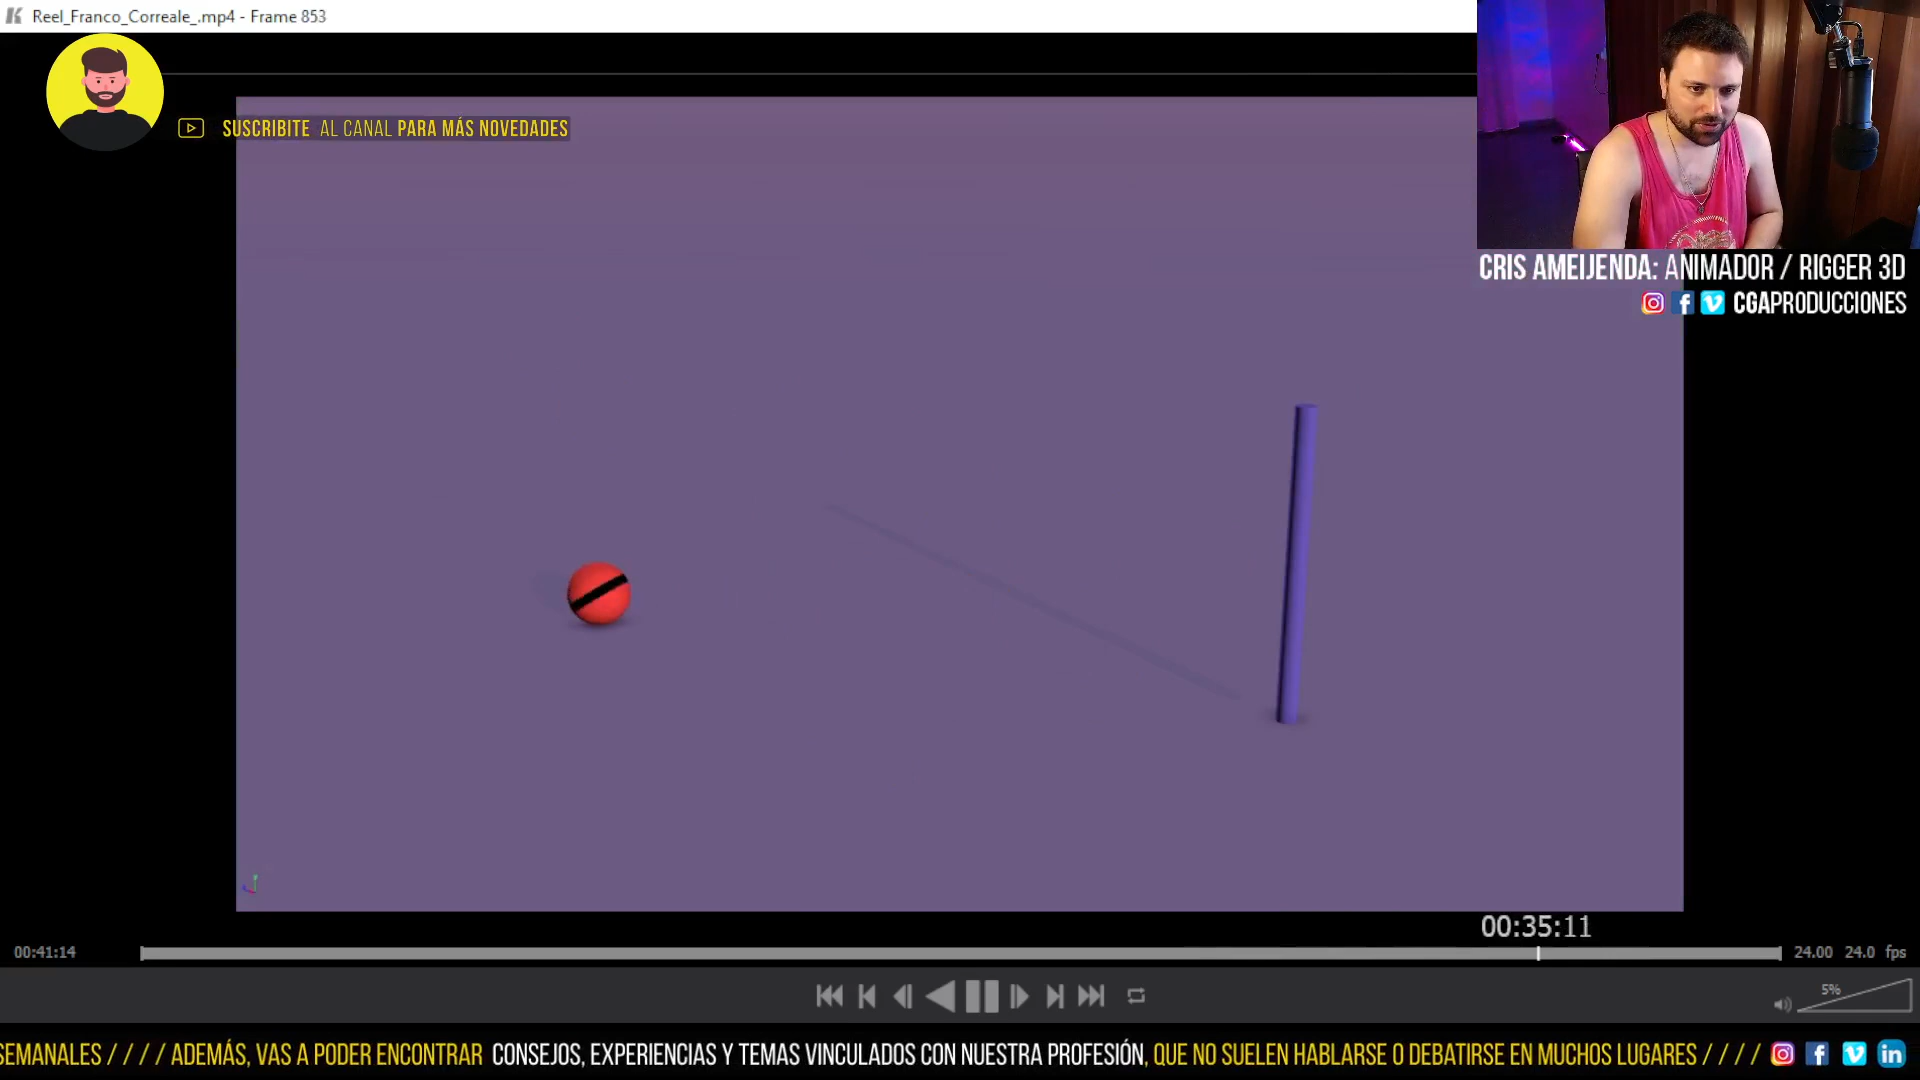 Reel_Franco_Correale_.mp4 - Frame 853
SUSCRIBITE AL CANAL PARA MÁS NOVEDADES
CRIS AMEIJENDA: ANIMADOR / RIGGER 3D
CGAPRODUCCIONES
00:35:11
00:41:14
24.00 24.0 fps
5%
SEMANALES //// ADEMÁS, VAS A PODER ENCONTRAR CONSEJOS, EXPERIENCIAS Y TEMAS VINCULADOS CON NUESTRA PROFESIÓN, QUE NO SUELEN HABLARSE O DEBATIRSE EN MUCHOS LUGARES ////